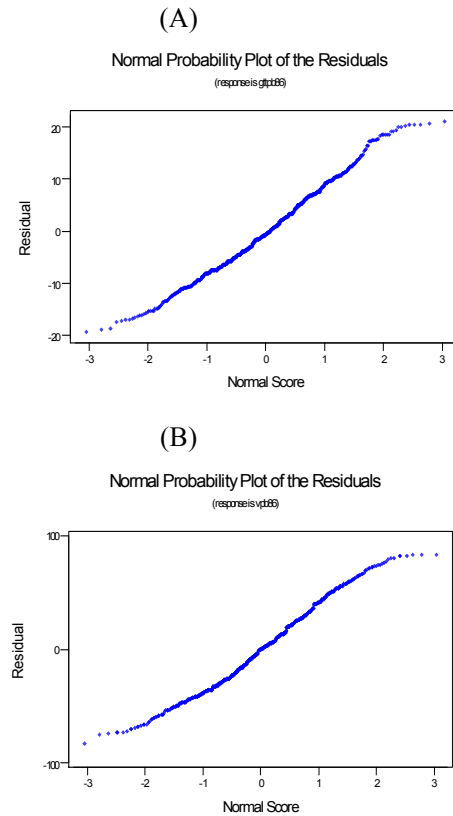 (A)
Normal Probability Plot of the Residuals
(response is gttpb86)
20
10
0
-10
-20
Residual
-3 -2 -1 0 1 2 3
Normal Score
(B)
Normal Probability Plot of the Residuals
(response is vpb86)
100
0
-100
Residual
-3 -2 -1 0 1 2 3
Normal Score